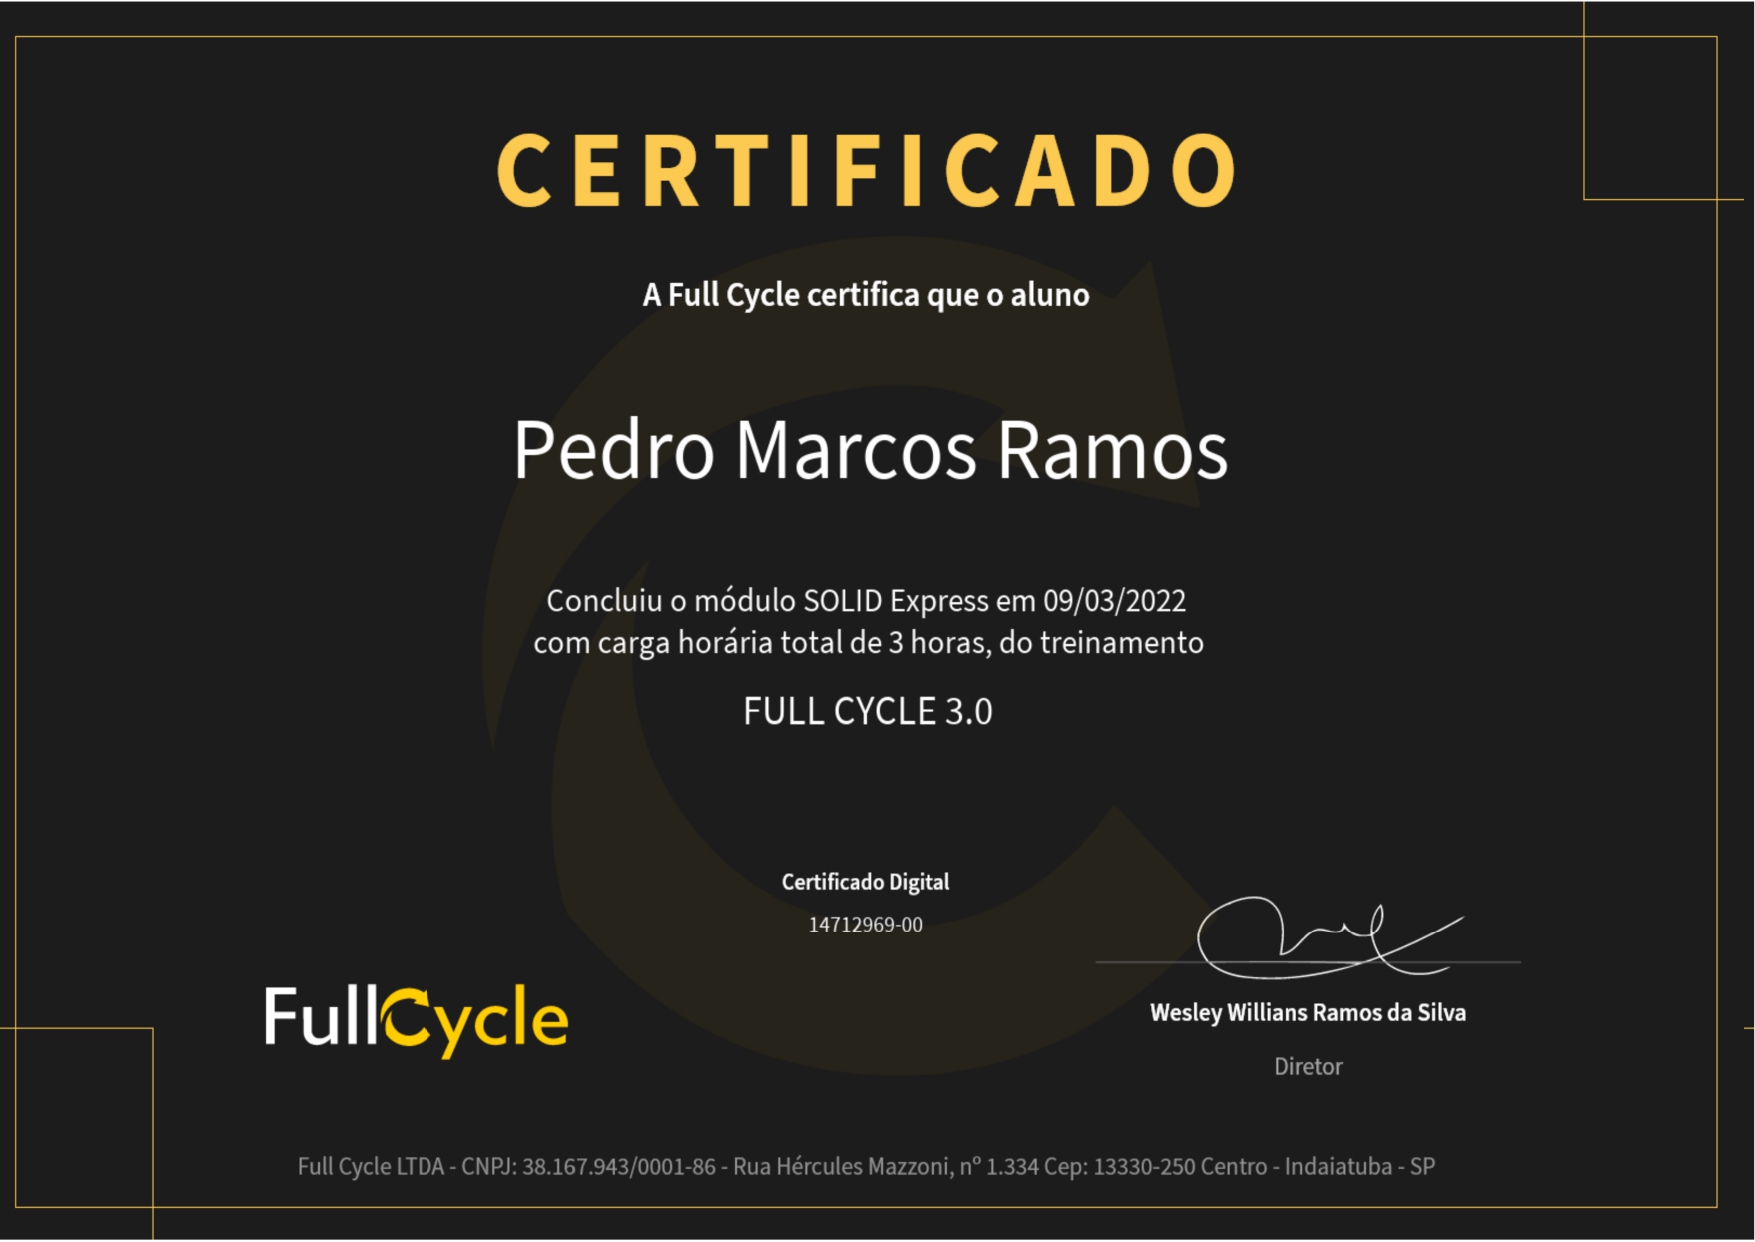 CERTIFICADO
A Full Cycle certifica que o aluno
Pedro Marcos Ramos
Concluiu o módulo SOLID Express em 09/03/2022
com carga horária total de 3 horas, do treinamento
FULL CYCLE 3.0
Certificado Digital
14712969-00
FullCycle
Wesley Willians Ramos da Silva
Diretor
Full Cycle LTDA - CNPJ: 38.167.943/0001-86 - Rua Hércules Mazzoni, nº 1.334 Cep: 13330-250 Centro - Indaiatuba - SP